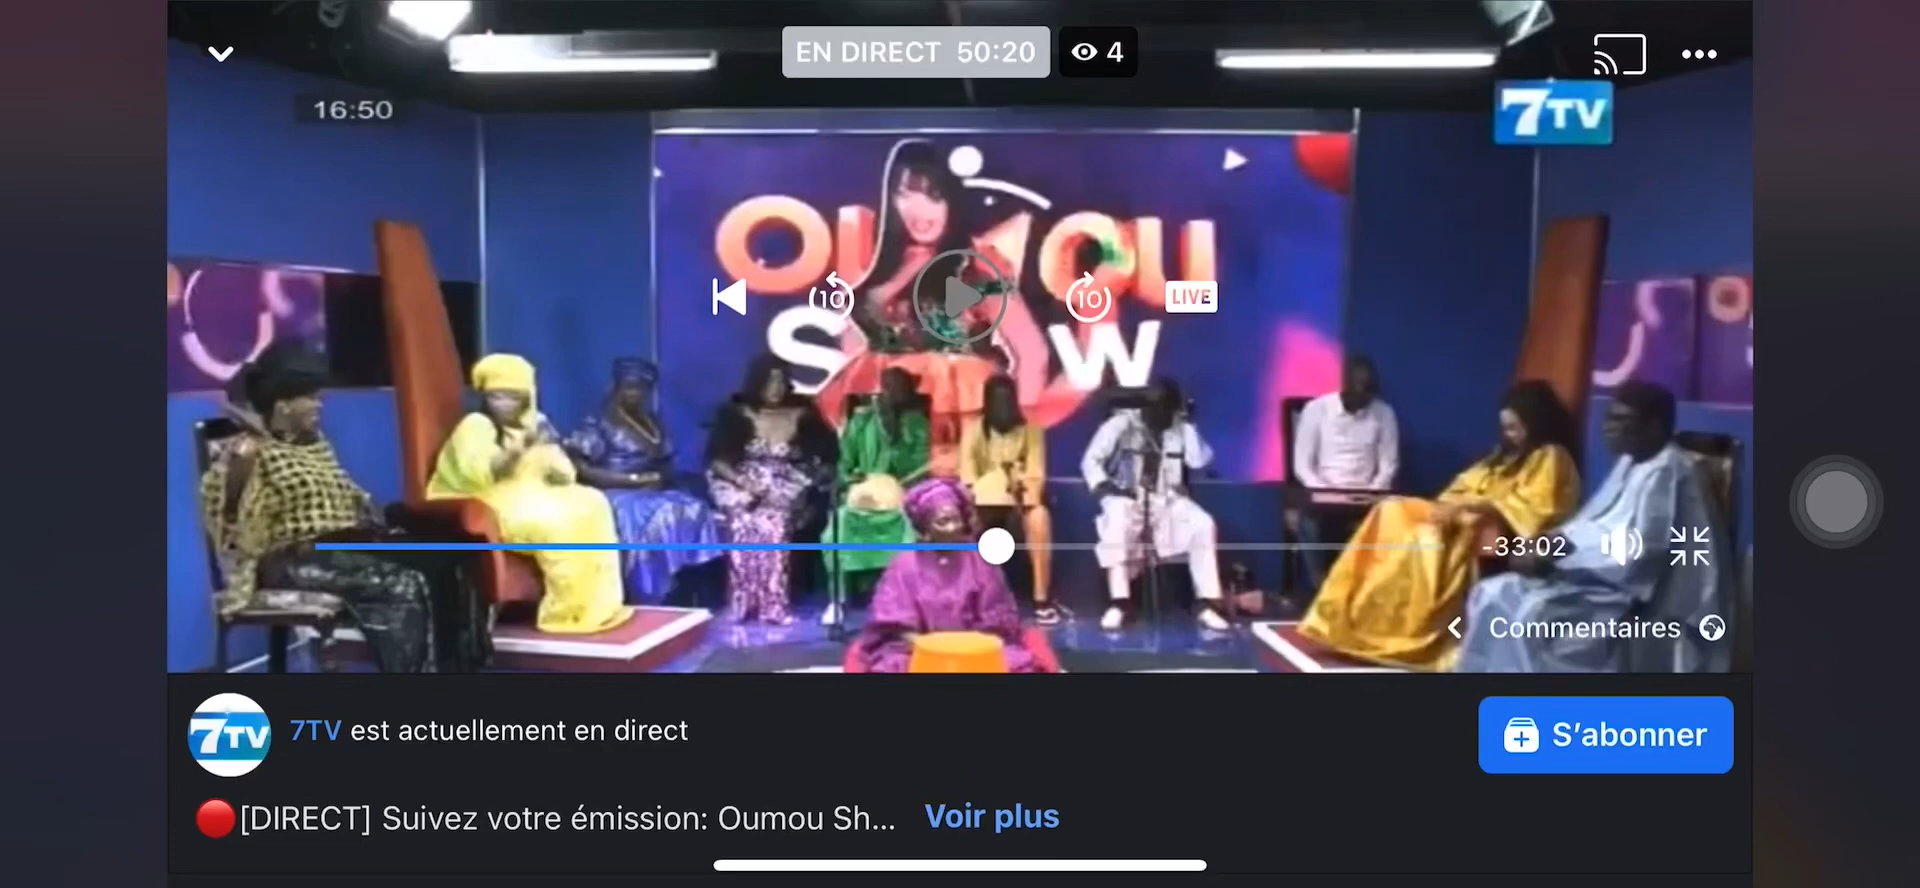 EN DIRECT 50:20
4
16:50
7TV
OUMOU
SHOW
10
10
LIVE
-33:02
Commentaires
7TV
7TV est actuellement en direct
S'abonner
🔴[DIRECT] Suivez votre émission: Oumou Sh... Voir plus